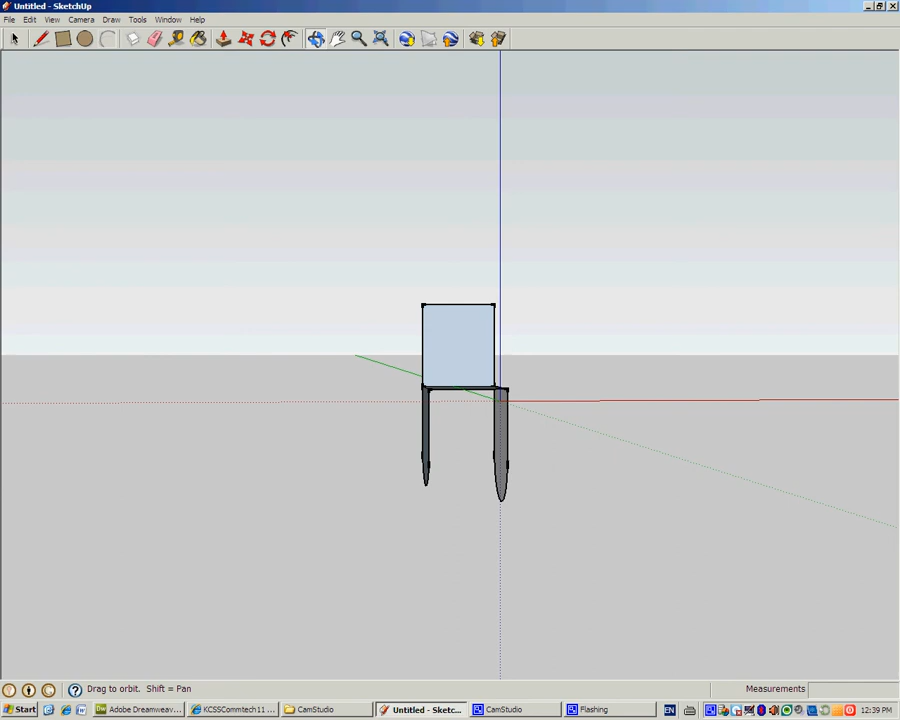 Untitled - SketchUp
File Edit View Camera Draw Tools Window Help
Drag to orbit. Shift = Pan
Measurements
Start
Adobe Dreamweav...
KCSSCommtech11 ...
CamStudio
Untitled - Sketc...
CamStudio
Flashing
EN
12:39 PM